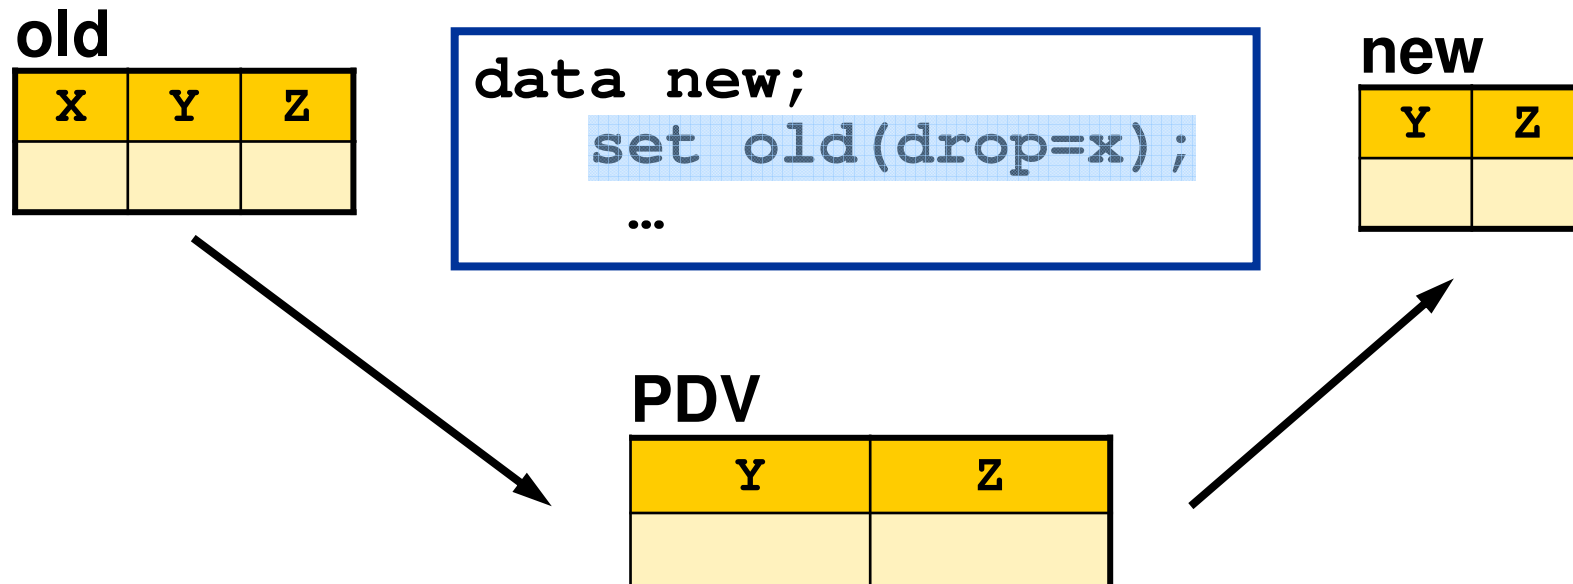 old
X Y Z
data new;
set old(drop=x);
…
new
Y Z
PDV
Y Z